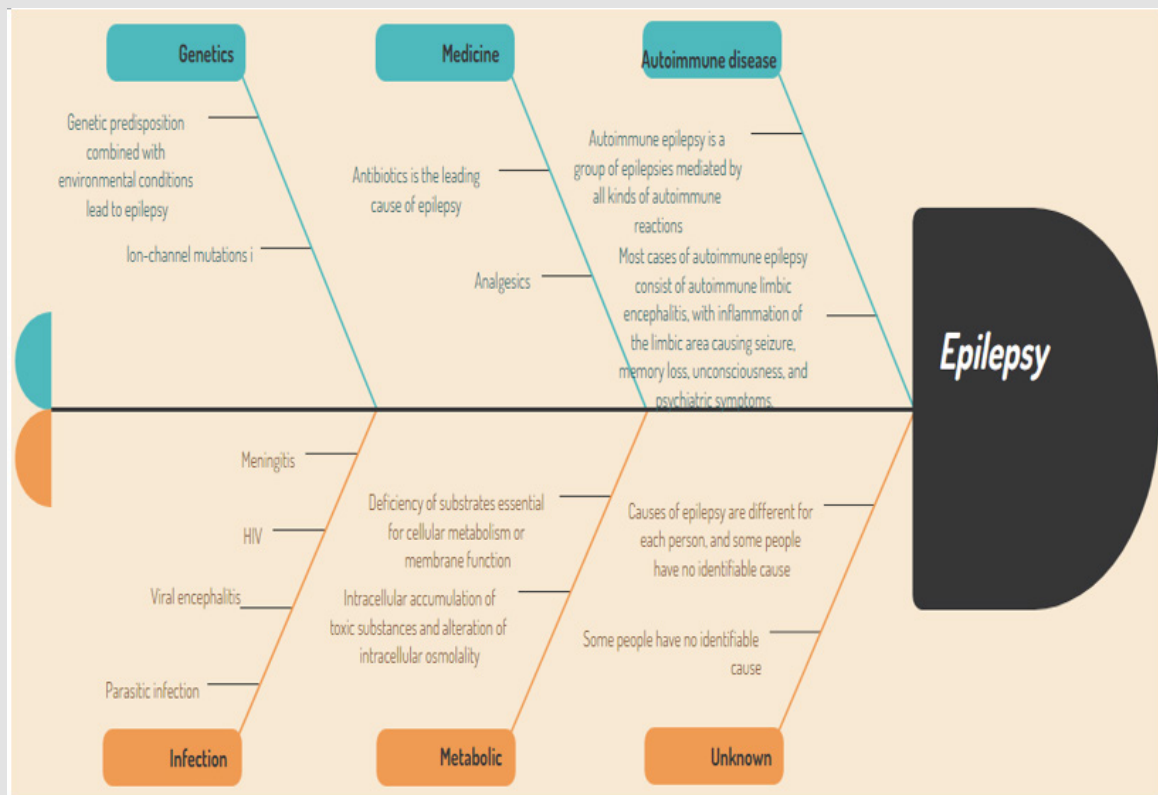 Genetics
Medicine
Autoimmune disease
Genetic predisposition
combined with
environmental conditions
lead to epilepsy
Ion-channel mutations i
Antibiotics is the leading
cause of epilepsy
Analgesics
Autoimmune epilepsy is a
group of epilepsies mediated by
all kinds of autoimmune
reactions
Most cases of autoimmune epilepsy
consist of autoimmune limbic
encephalitis, with inflammation of
the limbic area causing seizure,
memory loss, unconsciousness, and
psychiatric symptoms.
Epilepsy
Meningitis
HIV
Viral encephalitis
Parasitic infection
Deficiency of substrates essential
for cellular metabolism or
membrane function
Intracellular accumulation of
toxic substances and alteration of
intracellular osmolality
Causes of epilepsy are different for
each person, and some people
have no identifiable cause
Some people have no identifiable
cause
Infection
Metabolic
Unknown